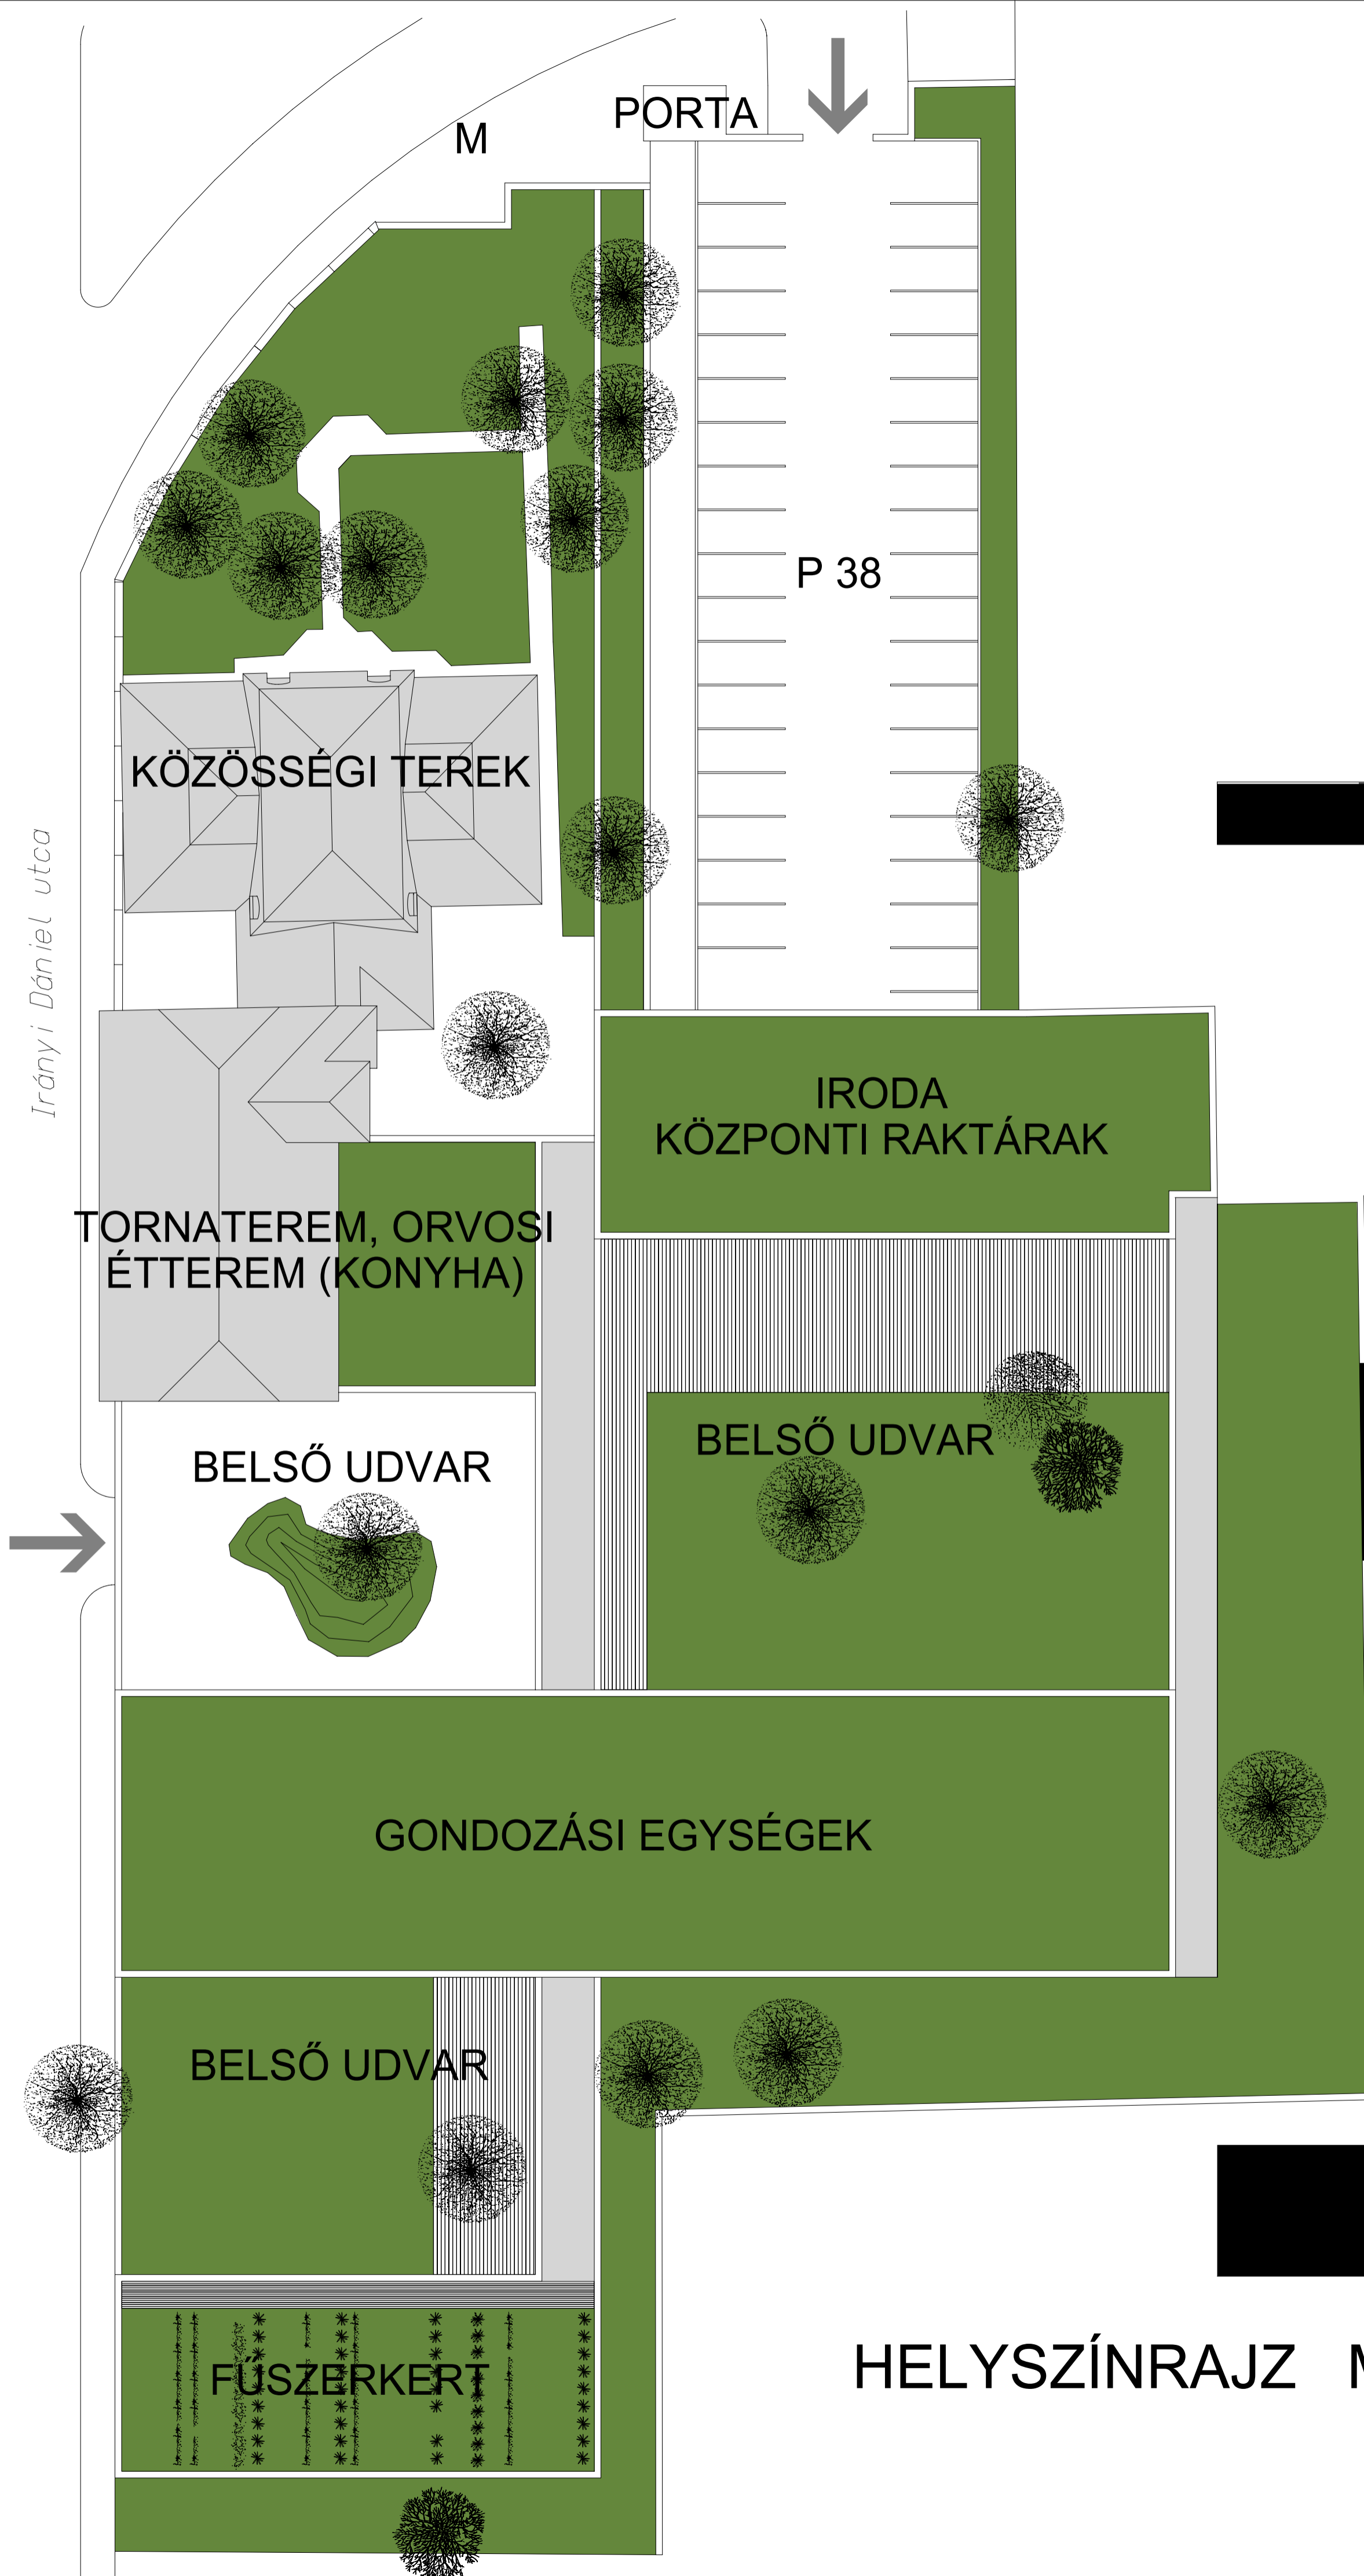 PORTA
M
P 38
KÖZÖSSÉGI TEREK
Irányi Dániel utca
IRODA
KÖZPONTI RAKTÁRAK
TORNATEREM, ORVOSI
ÉTTEREM (KONYHA)
BELSŐ UDVAR
BELSŐ UDVAR
GONDOZÁSI EGYSÉGEK
BELSŐ UDVAR
FŰSZERKERT
HELYSZÍNRAJZ